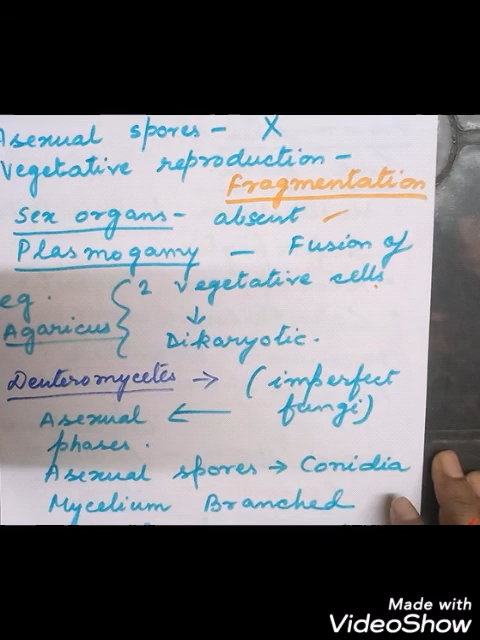 Asexual spores - X
Vegetative reproduction -
Fragmentation
Sex organs - absent
Plasmogamy - Fusion of
eg. { 2 vegetative cells
Agaricus ↓
Dikaryotic.
Deuteromycetes → (imperfect
Asexual ← fungi)
phases.
Asexual spores → Conidia
Mycelium Branched
Made with
VideoShow